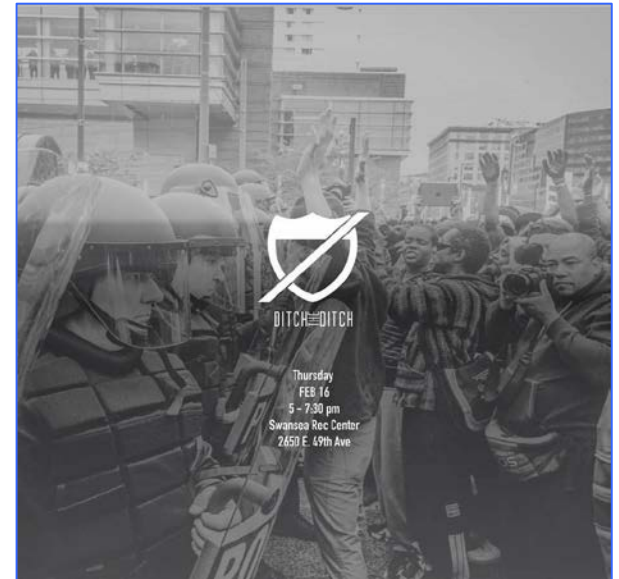 DITCH THE DITCH
Thursday
FEB 16
5 - 7:30 pm
Swansea Rec Center
2650 E. 49th Ave